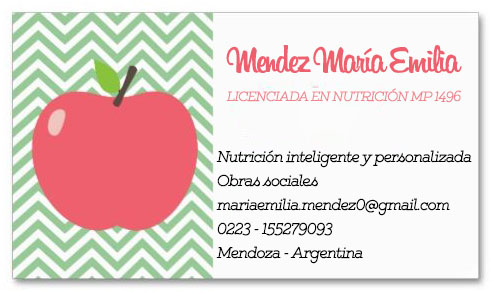 Mendez María Emilia
LICENCIADA EN NUTRICIÓN MP 1496
Nutrición inteligente y personalizada
Obras sociales
mariaemilia.mendez0@gmail.com
0223 - 155279093
Mendoza - Argentina